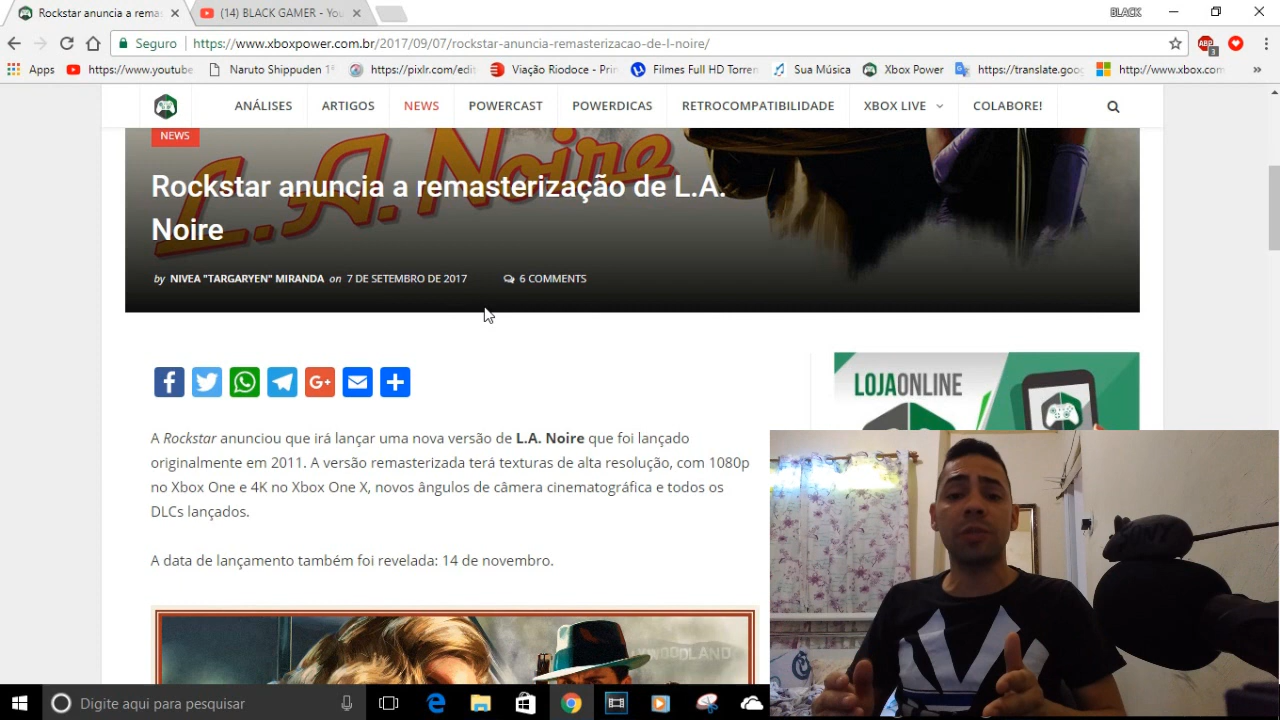 Rockstar anuncia a rema
(14) BLACK GAMER - You
BLACK
Seguro
https://www.xboxpower.com.br/2017/09/07/rockstar-anuncia-remasterizacao-de-l-noire/
ABP
3
Apps
https://www.youtube
Naruto Shippuden 1ª
https://pixlr.com/edit
Viação Riodoce - Prin
Filmes Full HD Torren
Sua Música
Xbox Power
https://translate.goog
http://www.xbox.com
»
ANÁLISES
ARTIGOS
NEWS
POWERCAST
POWERDICAS
RETROCOMPATIBILIDADE
XBOX LIVE
COLABORE!
NEWS
L.A. Noire
Rockstar anuncia a remasterização de L.A.
Noire
by NIVEA "TARGARYEN" MIRANDA on 7 DE SETEMBRO DE 2017
6 COMMENTS
LOJAONLINE
A Rockstar anunciou que irá lançar uma nova versão de L.A. Noire que foi lançado
originalmente em 2011. A versão remasterizada terá texturas de alta resolução, com 1080p
no Xbox One e 4K no Xbox One X, novos ângulos de câmera cinematográfica e todos os
DLCs lançados.
A data de lançamento também foi revelada: 14 de novembro.
Digite aqui para pesquisar